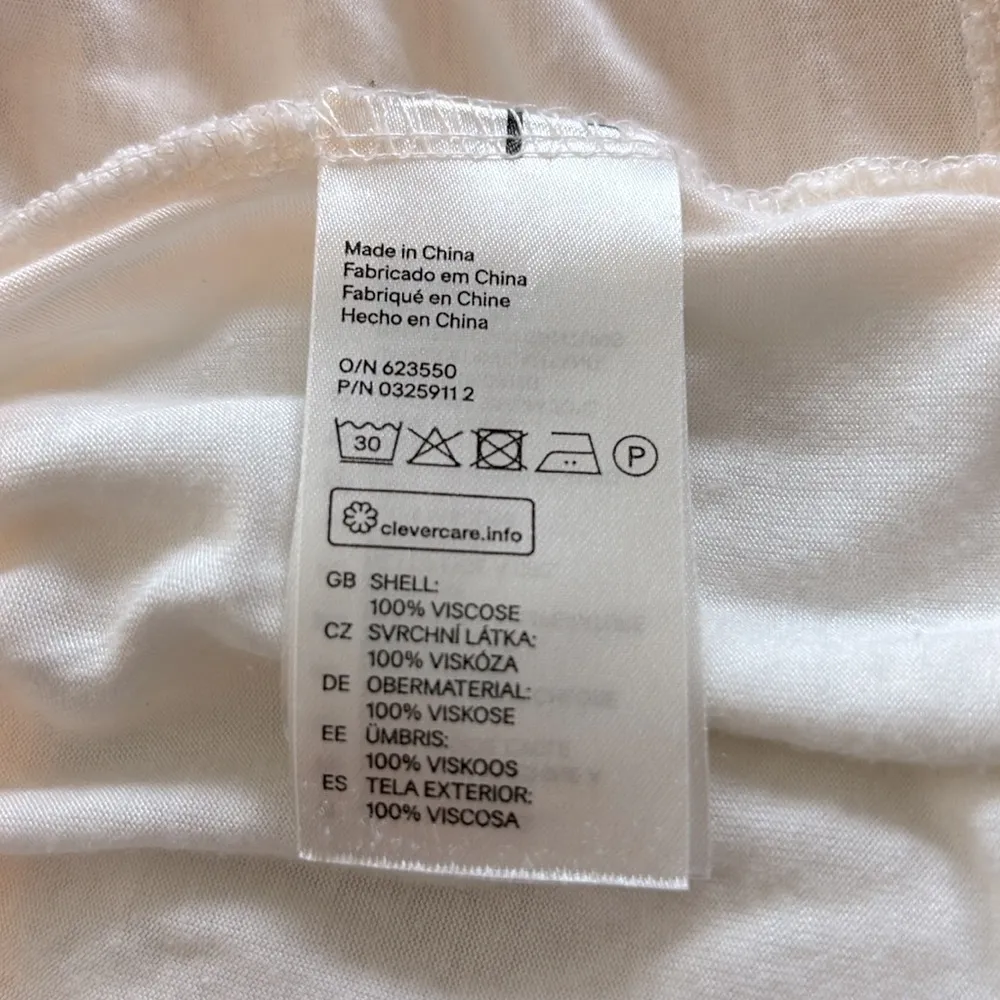 Made in China
Fabricado em China
Fabriqué en Chine
Hecho en China
O/N 623550
P/N 0325911 2
30 P
clevercare.info
GB SHELL:
100% VISCOSE
CZ SVRCHNÍ LÁTKA:
100% VISKÓZA
DE OBERMATERIAL:
100% VISKOSE
EE ÜMBRIS:
100% VISKOOS
ES TELA EXTERIOR:
100% VISCOSA